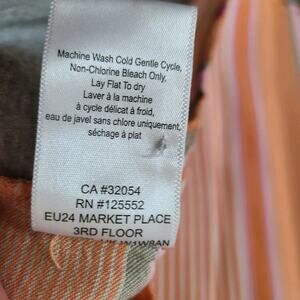 Machine Wash Cold Gentle Cycle,
Non-Chlorine Bleach Only,
Lay Flat To dry
Laver à la machine
à cycle délicat à froid,
eau de javel sans chlore uniquement,
séchage à plat
CA #32054
RN #125552
EU24 MARKET PLACE
3RD FLOOR
W1W8AN